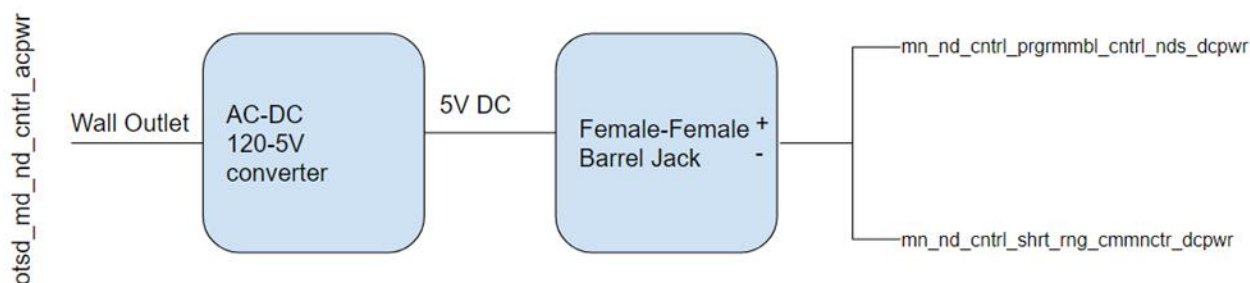 otsd_md_nd_cntrl_acpwr
Wall Outlet
AC-DC
120-5V
converter
5V DC
Female-Female +
Barrel Jack -
mn_nd_cntrl_prgrmmbl_cntrl_nds_dcpwr
mn_nd_cntrl_shrt_rng_cmmnctr_dcpwr